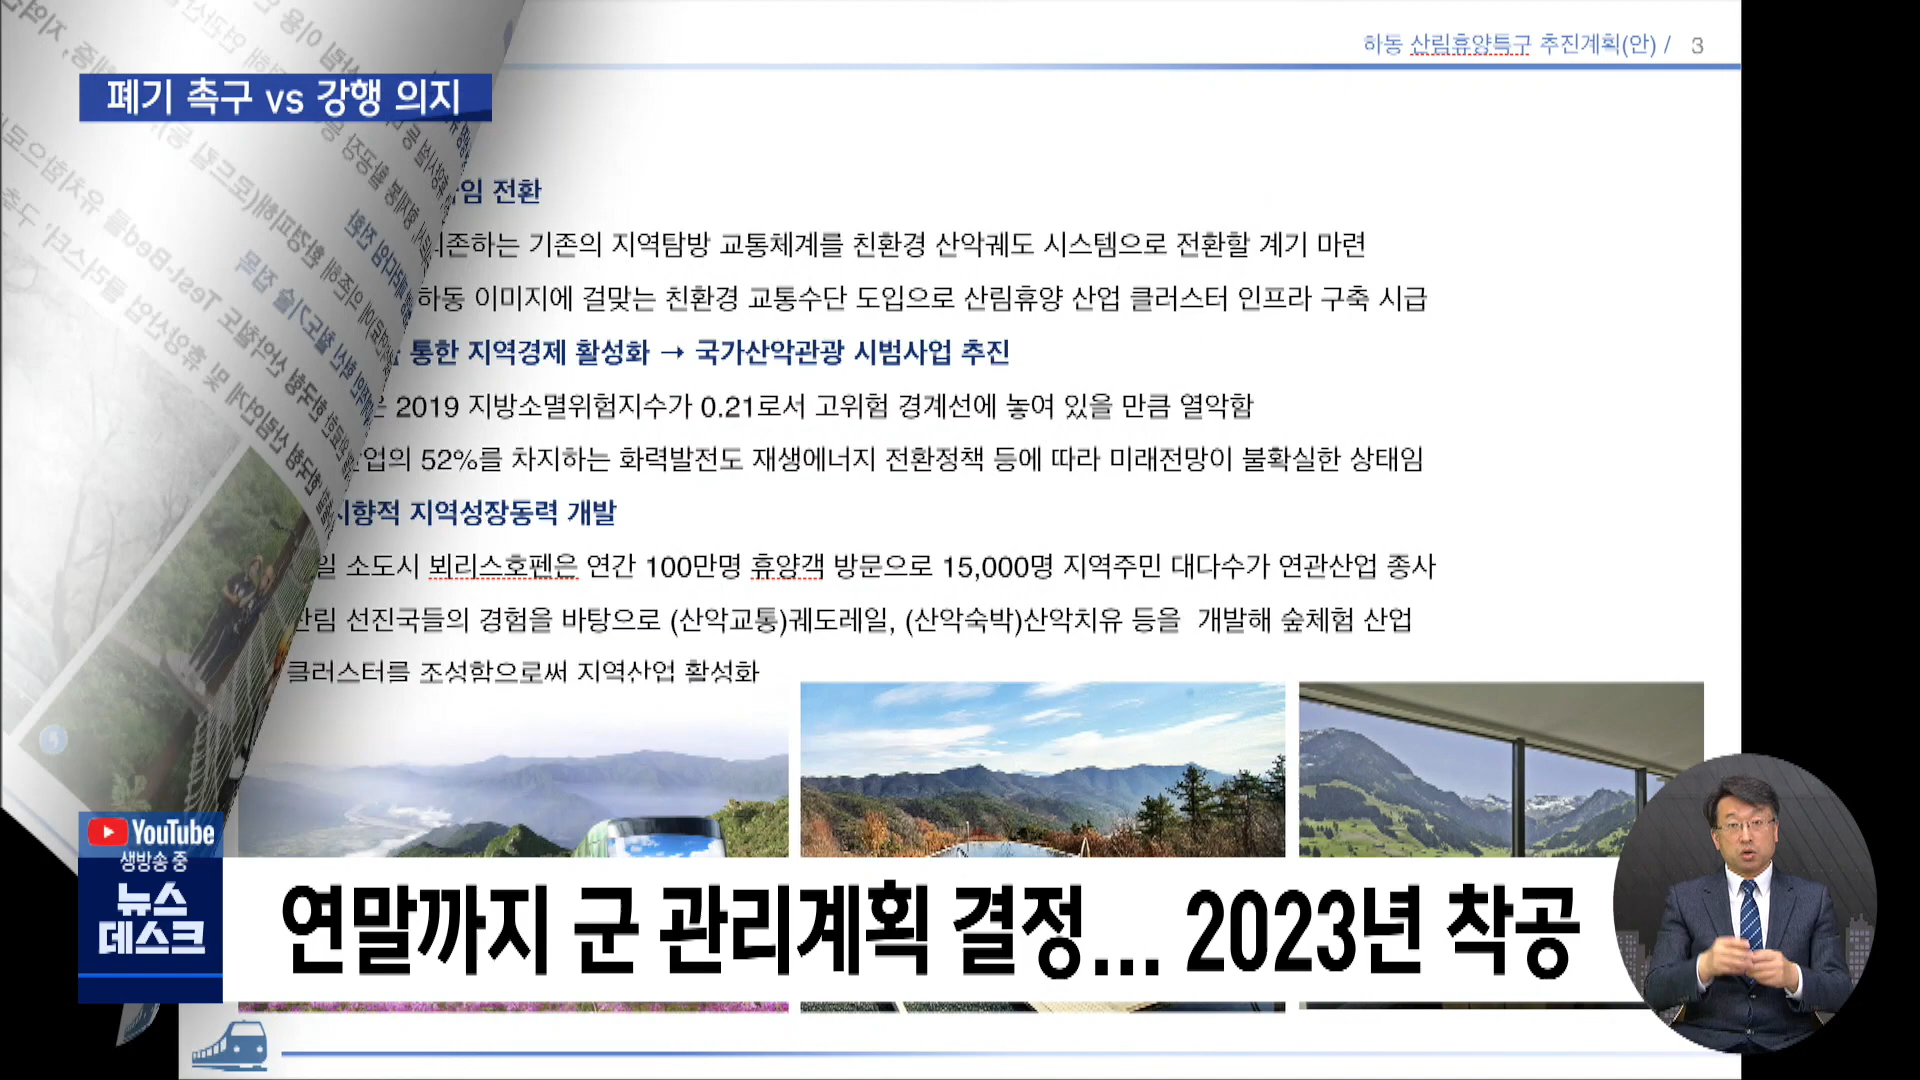 하동 산림휴양특구 추진계획(안) / 3
폐기 촉구 vs 강행 의지
임 전환
존하는 기존의 지역탐방 교통체계를 친환경 산악궤도 시스템으로 전환할 계기 마련
하동 이미지에 걸맞는 친환경 교통수단 도입으로 산림휴양 산업 클러스터 인프라 구축 시급
통한 지역경제 활성화 → 국가산악관광 시범사업 추진
2019 지방소멸위험지수가 0.21로서 고위험 경계선에 놓여 있을 만큼 열악함
업의 52%를 차지하는 화력발전도 재생에너지 전환정책 등에 따라 미래전망이 불확실한 상태임
지향적 지역성장동력 개발
일 소도시 뵈리스호펜은 연간 100만명 휴양객 방문으로 15,000명 지역주민 대다수가 연관산업 종사
산림 선진국들의 경험을 바탕으로 (산악교통)궤도레일, (산악숙박)산악치유 등을 개발해 숲체험 산업
클러스터를 조성함으로써 지역산업 활성화
YouTube
생방송 중
뉴스
데스크
연말까지 군 관리계획 결정... 2023년 착공